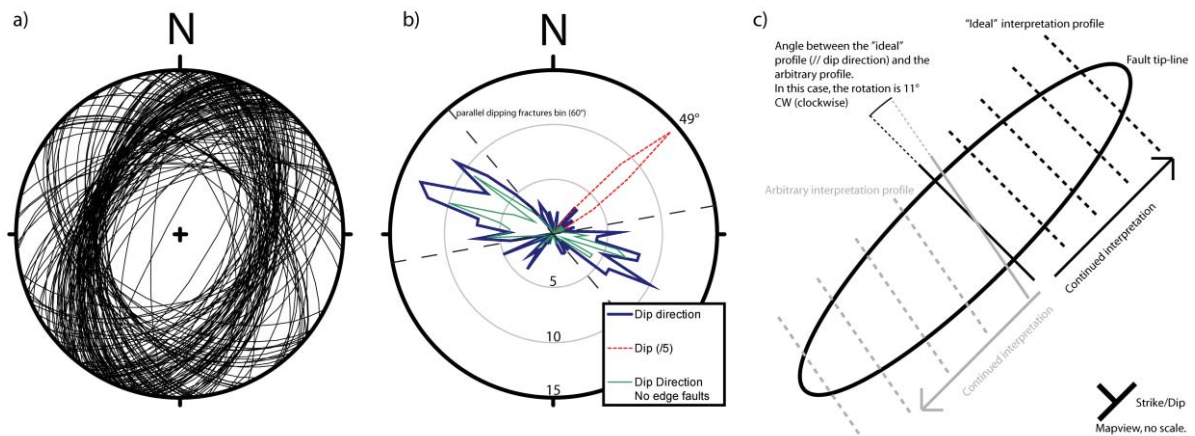 a)
N
b)
N
parallel dipping fractures bin (60°)
49°
5
10
15
Dip direction
Dip (/5)
Dip Direction
No edge faults
c)
"Ideal" interpretation profile
Angle between the "ideal"
profile (// dip direction) and the
arbitrary profile.
In this case, the rotation is 11°
CW (clockwise)
Fault tip-line
Arbitrary interpretation profile
Continued interpretation
Continued interpretation
Strike/Dip
Mapview, no scale.